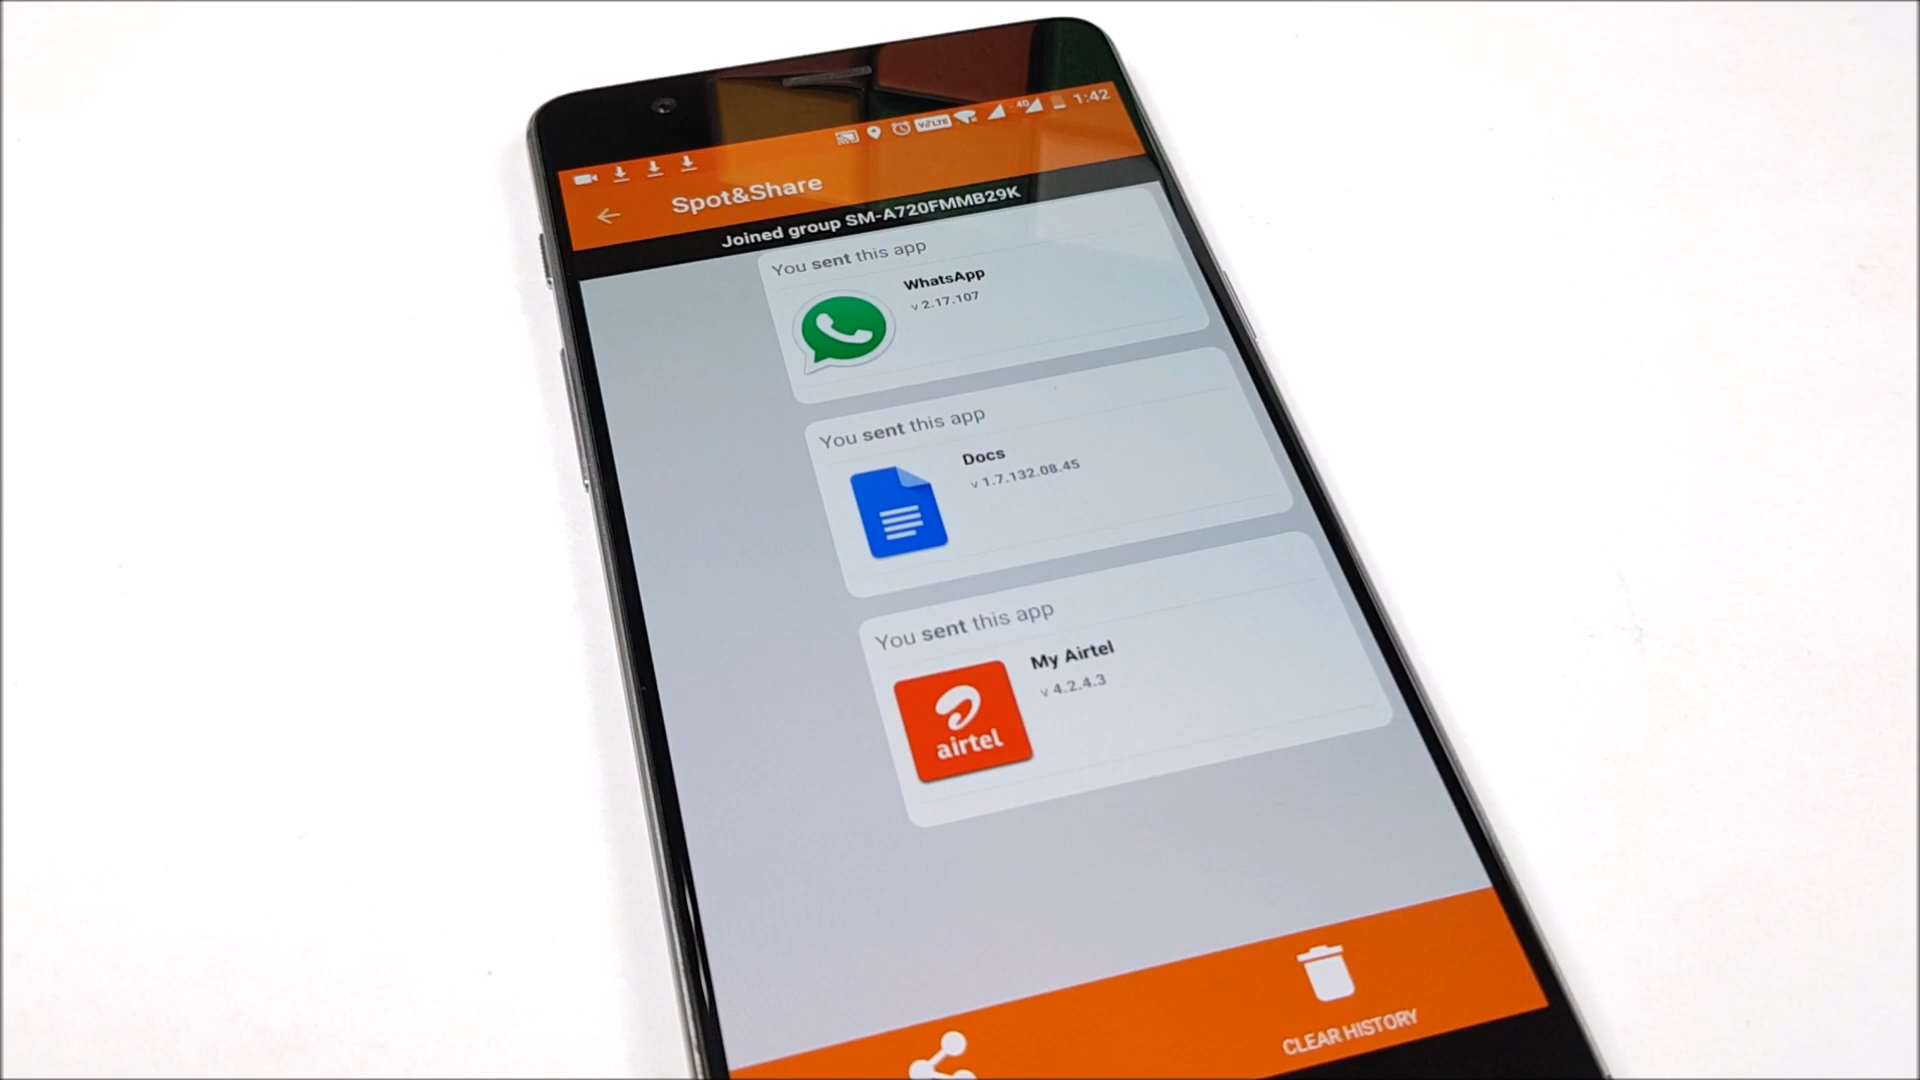 4G
VoLTE
1:42
Spot&Share
Joined group SM-A720FMMB29K
You sent this app
WhatsApp
v 2.17.107
You sent this app
Docs
v 1.7.132.08.45
You sent this app
My Airtel
v 4.2.4.3
airtel
CLEAR HISTORY